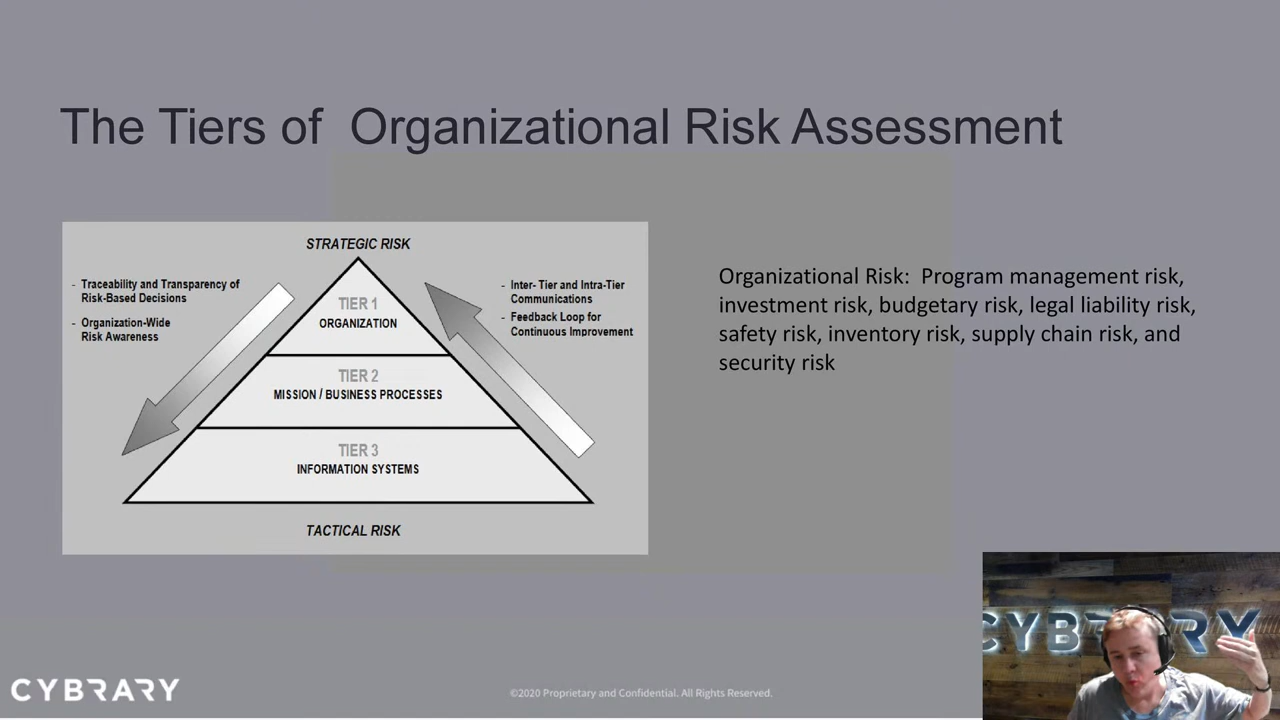 The Tiers of Organizational Risk Assessment
STRATEGIC RISK
- Traceability and Transparency of
Risk-Based Decisions
- Organization-Wide
Risk Awareness
- Inter- Tier and Intra-Tier
Communications
- Feedback Loop for
Continuous Improvement
TIER 1
ORGANIZATION
TIER 2
MISSION / BUSINESS PROCESSES
TIER 3
INFORMATION SYSTEMS
TACTICAL RISK
Organizational Risk: Program management risk,
investment risk, budgetary risk, legal liability risk,
safety risk, inventory risk, supply chain risk, and
security risk
CYBRARY
CYBRARY
©2020 Proprietary and Confidential. All Rights Reserved.